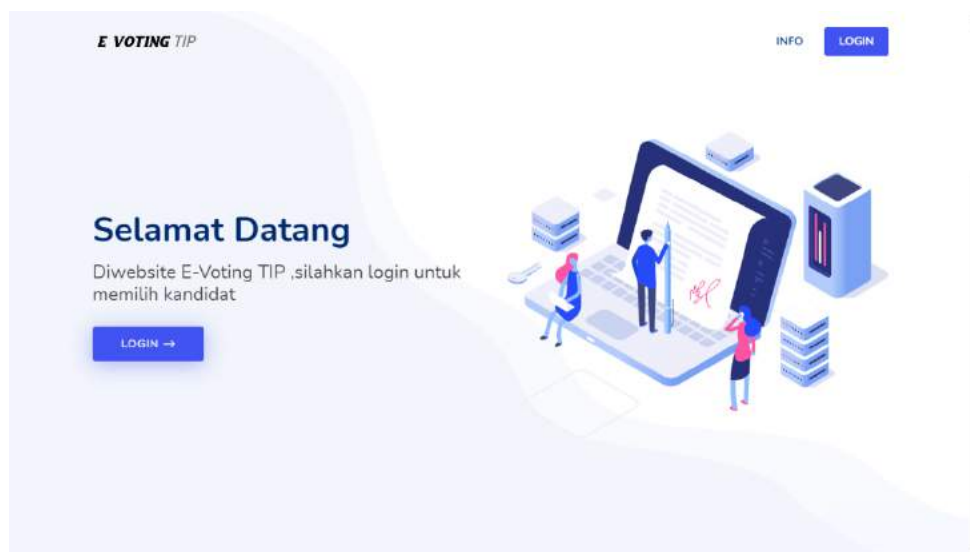 E VOTING TIP
INFO
LOGIN
Selamat Datang
Diwebsite E-Voting TIP ,silahkan login untuk
memilih kandidat
LOGIN →